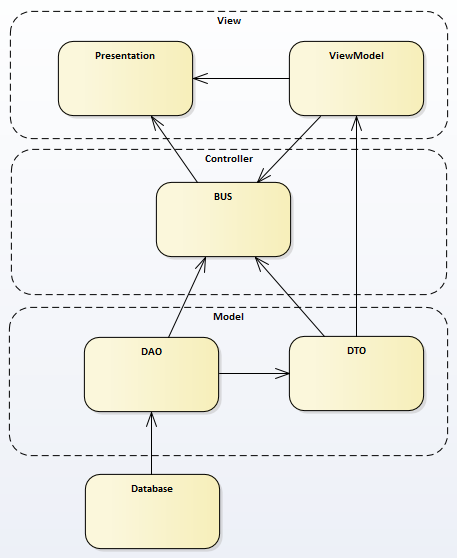 View
Presentation
ViewModel
Controller
BUS
Model
DAO
DTO
Database